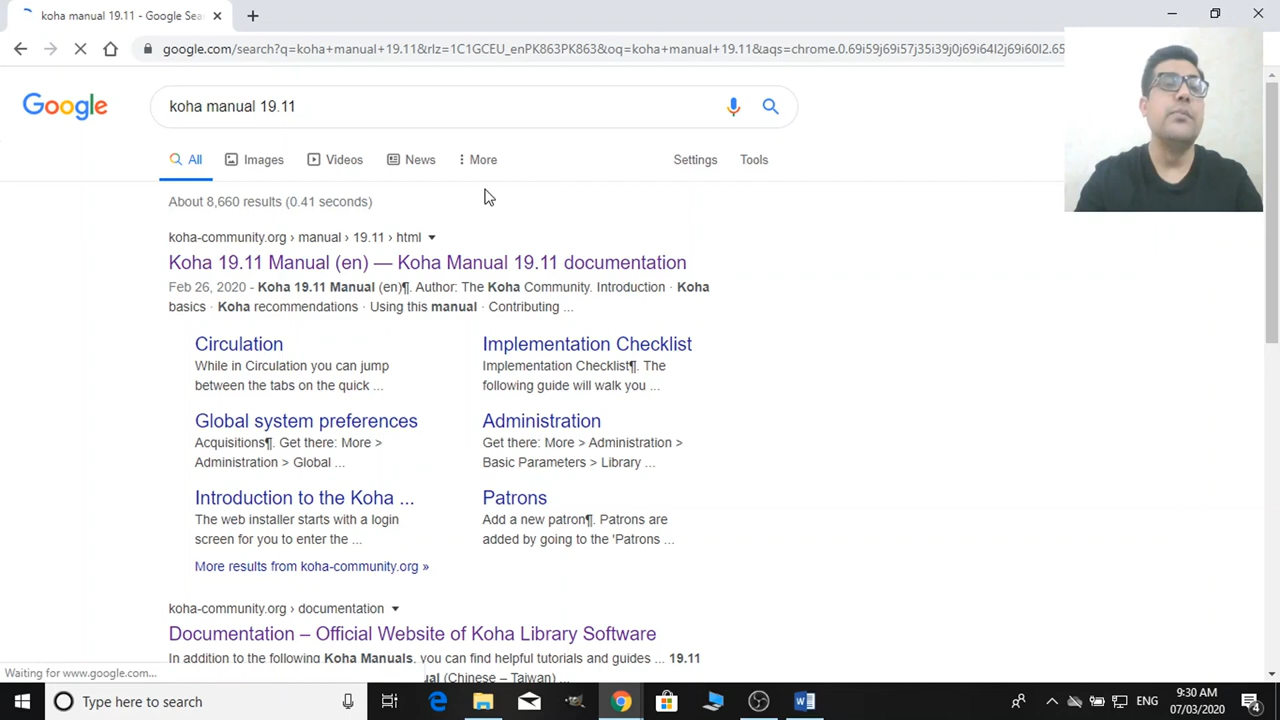 koha manual 19.11 - Google Sea
google.com/search?q=koha+manual+19.11&rlz=1C1GCEU_enPK863PK863&oq=koha+manual+19.11&aqs=chrome.0.69i59j69i57j35i39j0j69i64l2j69i60l2.65
Google
koha manual 19.11
All Images Videos News More Settings Tools
About 8,660 results (0.41 seconds)
koha-community.org › manual › 19.11 › html
Koha 19.11 Manual (en) — Koha Manual 19.11 documentation
Feb 26, 2020 - Koha 19.11 Manual (en)¶. Author: The Koha Community. Introduction · Koha
basics · Koha recommendations · Using this manual · Contributing ...
Circulation
While in Circulation you can jump
between the tabs on the quick ...
Implementation Checklist
Implementation Checklist¶. The
following guide will walk you ...
Global system preferences
Acquisitions¶. Get there: More >
Administration > Global ...
Administration
Get there: More > Administration >
Basic Parameters > Library ...
Introduction to the Koha ...
The web installer starts with a login
screen for you to enter the ...
Patrons
Add a new patron¶. Patrons are
added by going to the 'Patrons ...
More results from koha-community.org »
koha-community.org › documentation
Documentation – Official Website of Koha Library Software
In addition to the following Koha Manuals, you can find helpful tutorials and guides ... 19.11
(Chinese – Taiwan) ...
Waiting for www.google.com...
Type here to search
ENG
9:30 AM
07/03/2020
4